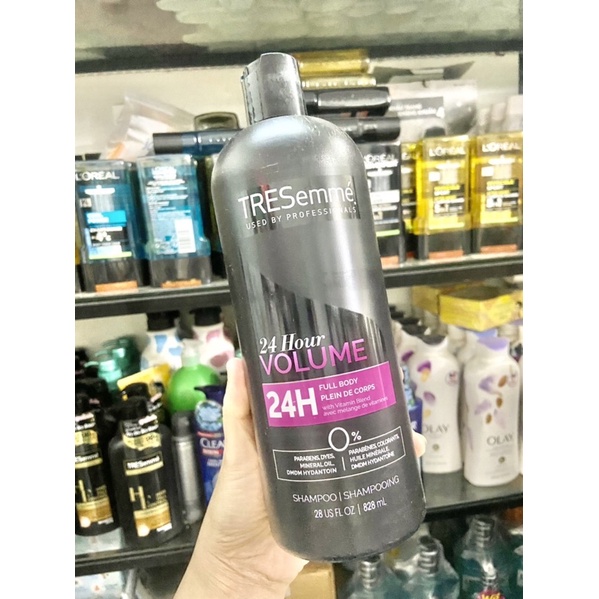 TRESemmé
USED BY PROFESSIONALS
24 Hour
VOLUME
24H
FULL BODY
PLEIN DE CORPS
with Vitamin Blend
avec mélange de vitamines
0%
PARABENS, DYES,
MINERAL OIL,
DMDM HYDANTOIN
PARABÈNES, COLORANTS,
HUILE MINÉRALE
DMDM HYDANTOÏNE
SHAMPOO | SHAMPOOING
28 US FL OZ | 828 mL
L'ORÉAL
L'ORÉAL
L'ORÉAL
TRESemmé
CLEAR
OLAY
OLAY